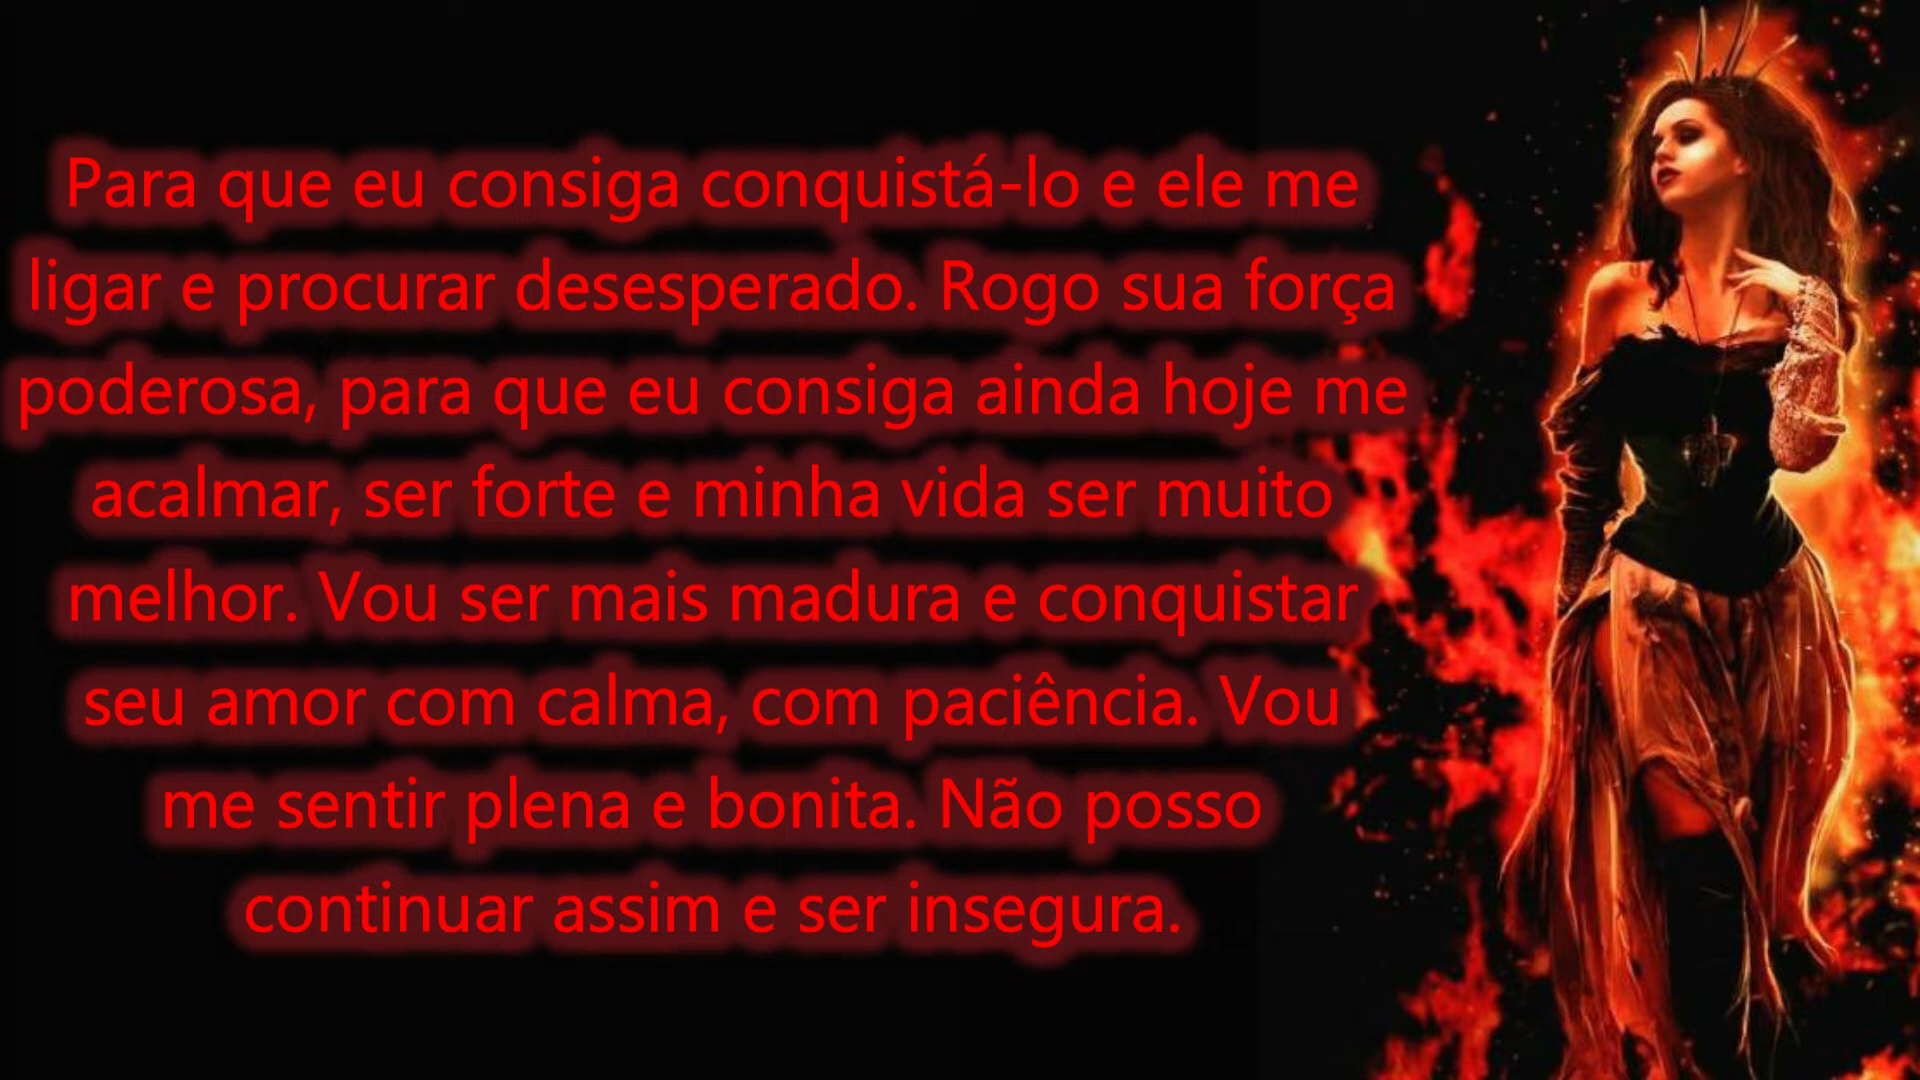 Para que eu consiga conquistá-lo e ele me
ligar e procurar desesperado. Rogo sua força
poderosa, para que eu consiga ainda hoje me
acalmar, ser forte e minha vida ser muito
melhor. Vou ser mais madura e conquistar
seu amor com calma, com paciência. Vou
me sentir plena e bonita. Não posso
continuar assim e ser insegura.